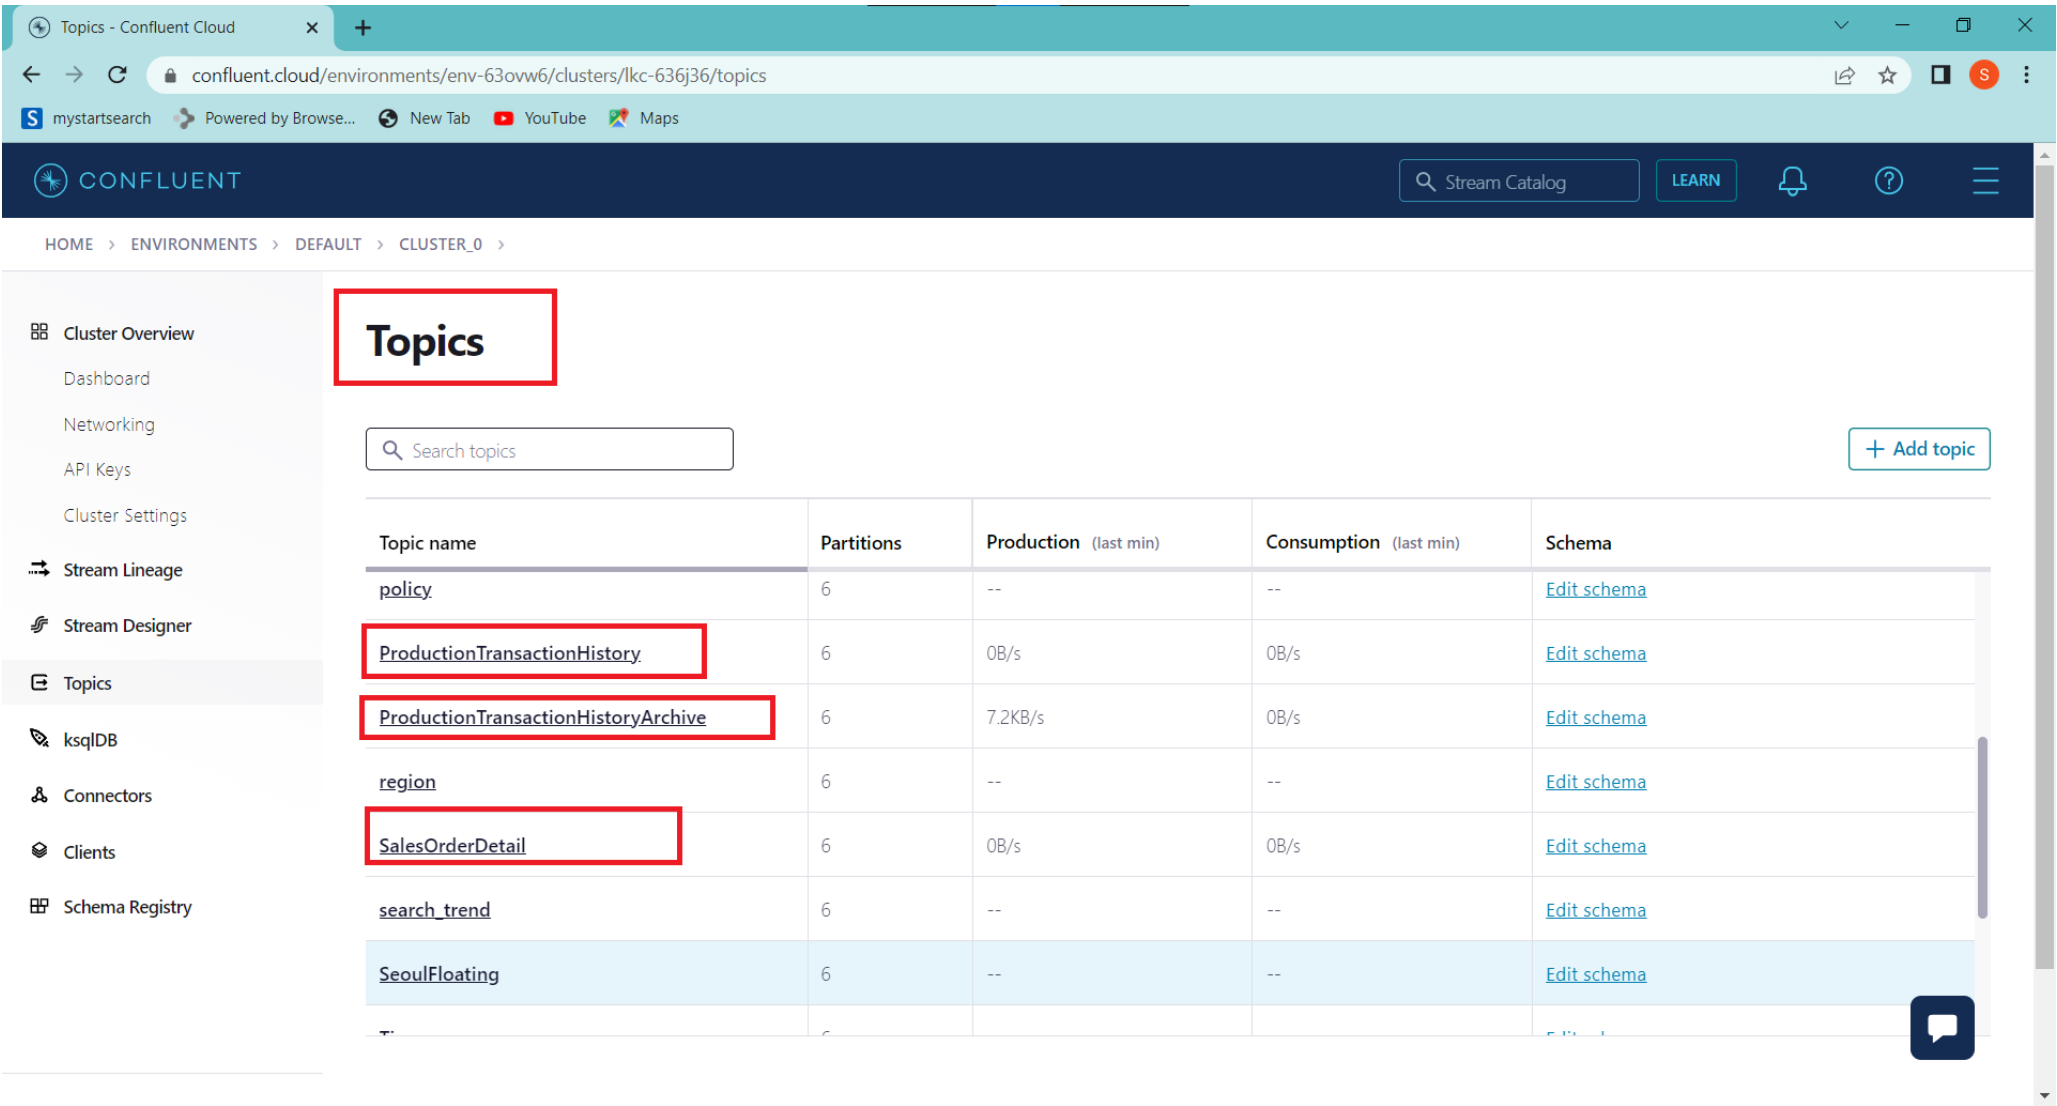 Topics - Confluent Cloud
confluent.cloud/environments/env-63ovw6/clusters/lkc-636j36/topics
S
S mystartsearch Powered by Browse... New Tab YouTube Maps
CONFLUENT Stream Catalog LEARN
HOME > ENVIRONMENTS > DEFAULT > CLUSTER_0 >
Cluster Overview
Dashboard
Networking
API Keys
Cluster Settings
Stream Lineage
Stream Designer
Topics
ksqlDB
Connectors
Clients
Schema Registry
Topics
Search topics
+ Add topic
Topic name Partitions Production (last min) Consumption (last min) Schema
policy 6 -- -- Edit schema
ProductionTransactionHistory 6 0B/s 0B/s Edit schema
ProductionTransactionHistoryArchive 6 7.2KB/s 0B/s Edit schema
region 6 -- -- Edit schema
SalesOrderDetail 6 0B/s 0B/s Edit schema
search_trend 6 -- -- Edit schema
SeoulFloating 6 -- -- Edit schema